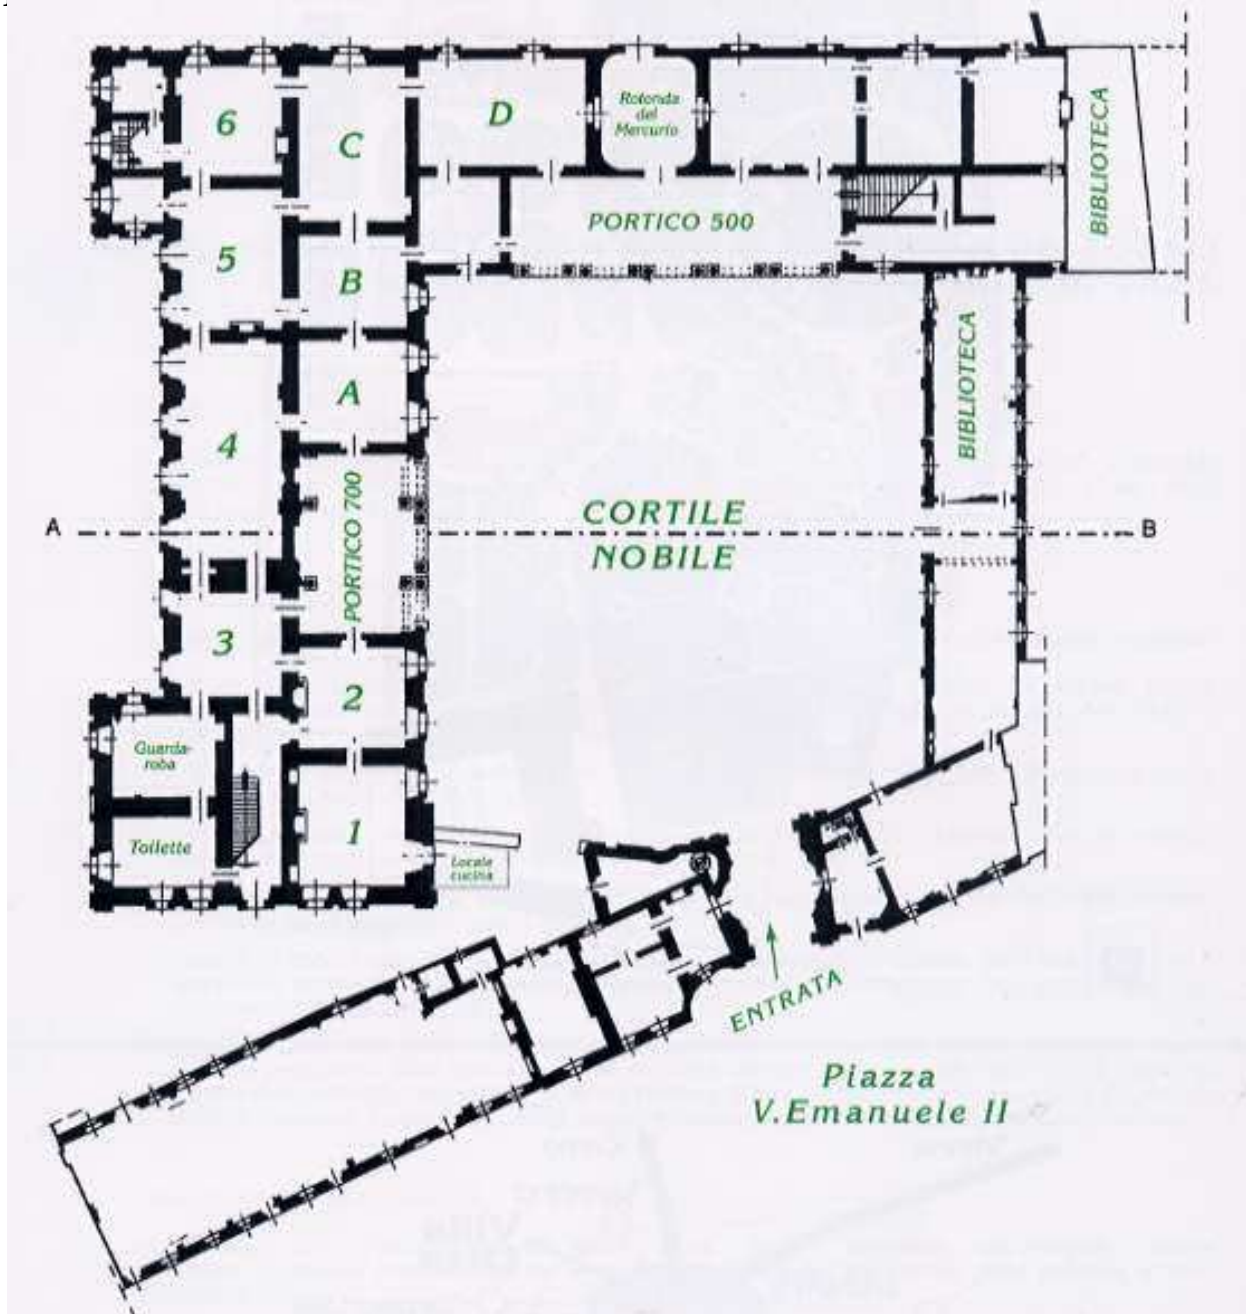 6
C
D
Rotonda
del
Mercurio
BIBLIOTECA
PORTICO 500
5
B
A
4
BIBLIOTECA
PORTICO 700
CORTILE
NOBILE
A
B
3
2
Guarda-
roba
1
Toilette
Locale
cucina
ENTRATA
Piazza
V.Emanuele II